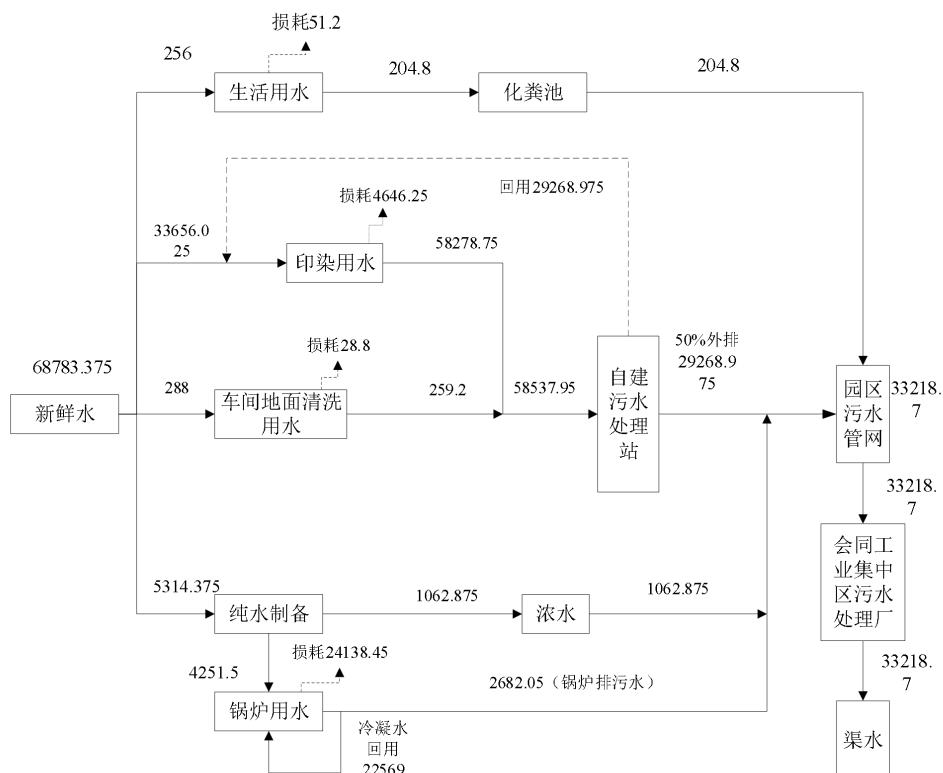 损耗51.2
256
生活用水
204.8
化粪池
204.8
回用29268.975
损耗4646.25
33656.0
25
印染用水
58278.75
68783.375
新鲜水
288
损耗28.8
车间地面清洗
用水
259.2
58537.95
自建
污水
处理
站
50%外排
29268.9
75
园区
污水
管网
33218.
7
33218.
7
会同工
业集中
区污水
处理厂
33218.
7
渠水
5314.375
纯水制备
1062.875
浓水
1062.875
4251.5
损耗24138.45
锅炉用水
2682.05（锅炉排污水）
冷凝水
回用
22569